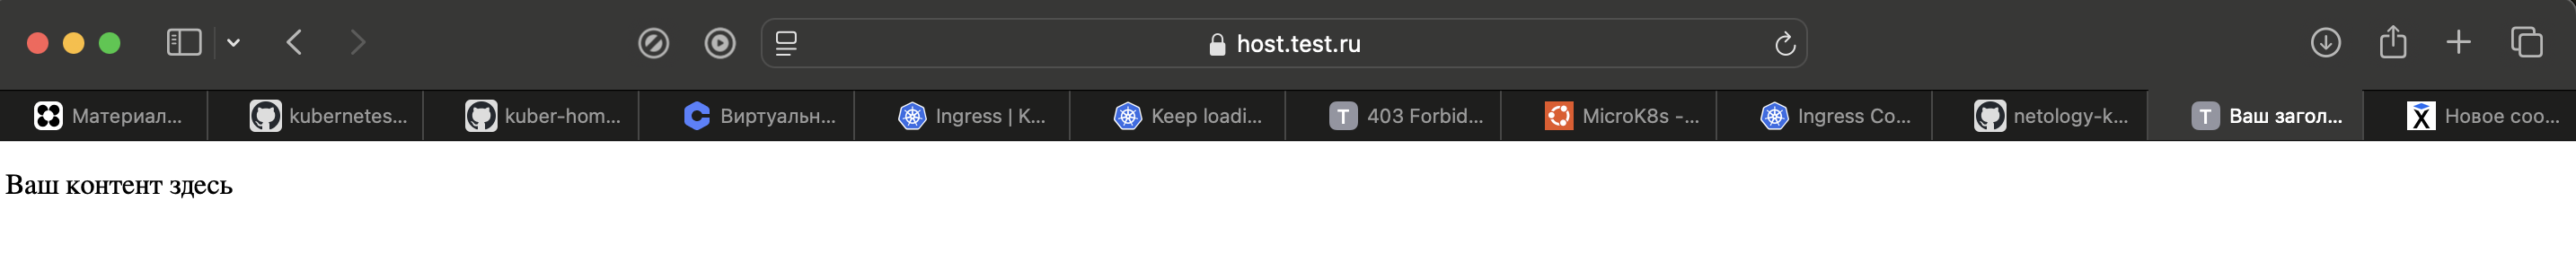 host.test.ru
Материал...
kubernetes...
kuber-hom...
Виртуальн...
Ingress | K...
Keep loadi...
403 Forbid...
MicroK8s -...
Ingress Co...
netology-k...
Ваш загол...
Новое соо...
Ваш контент здесь